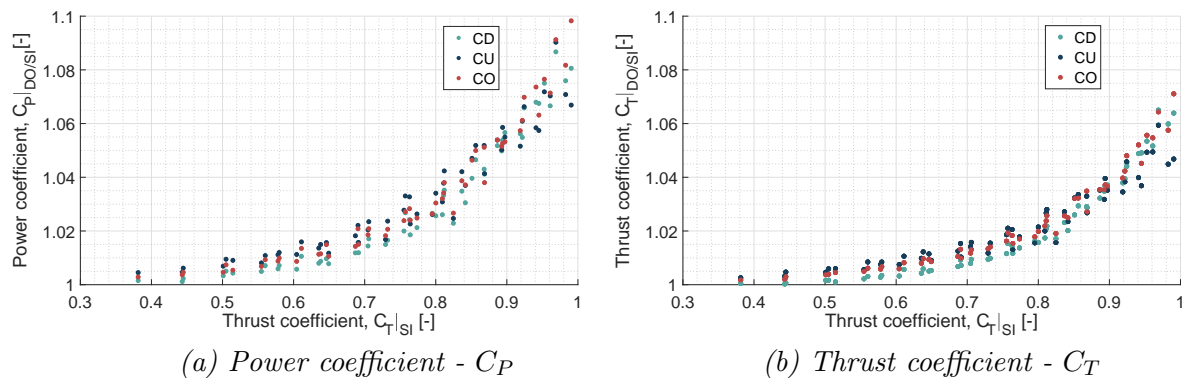 1.1
1.08
1.06
1.04
1.02
1
Power coefficient, C_P|_DO/SI [-]
CD
CU
CO
0.3 0.4 0.5 0.6 0.7 0.8 0.9 1
Thrust coefficient, C_T|_SI [-]
(a) Power coefficient - C_P
1.1
1.08
1.06
1.04
1.02
1
Thrust coefficient, C_T|_DO/SI [-]
CD
CU
CO
0.3 0.4 0.5 0.6 0.7 0.8 0.9 1
Thrust coefficient, C_T|_SI [-]
(b) Thrust coefficient - C_T